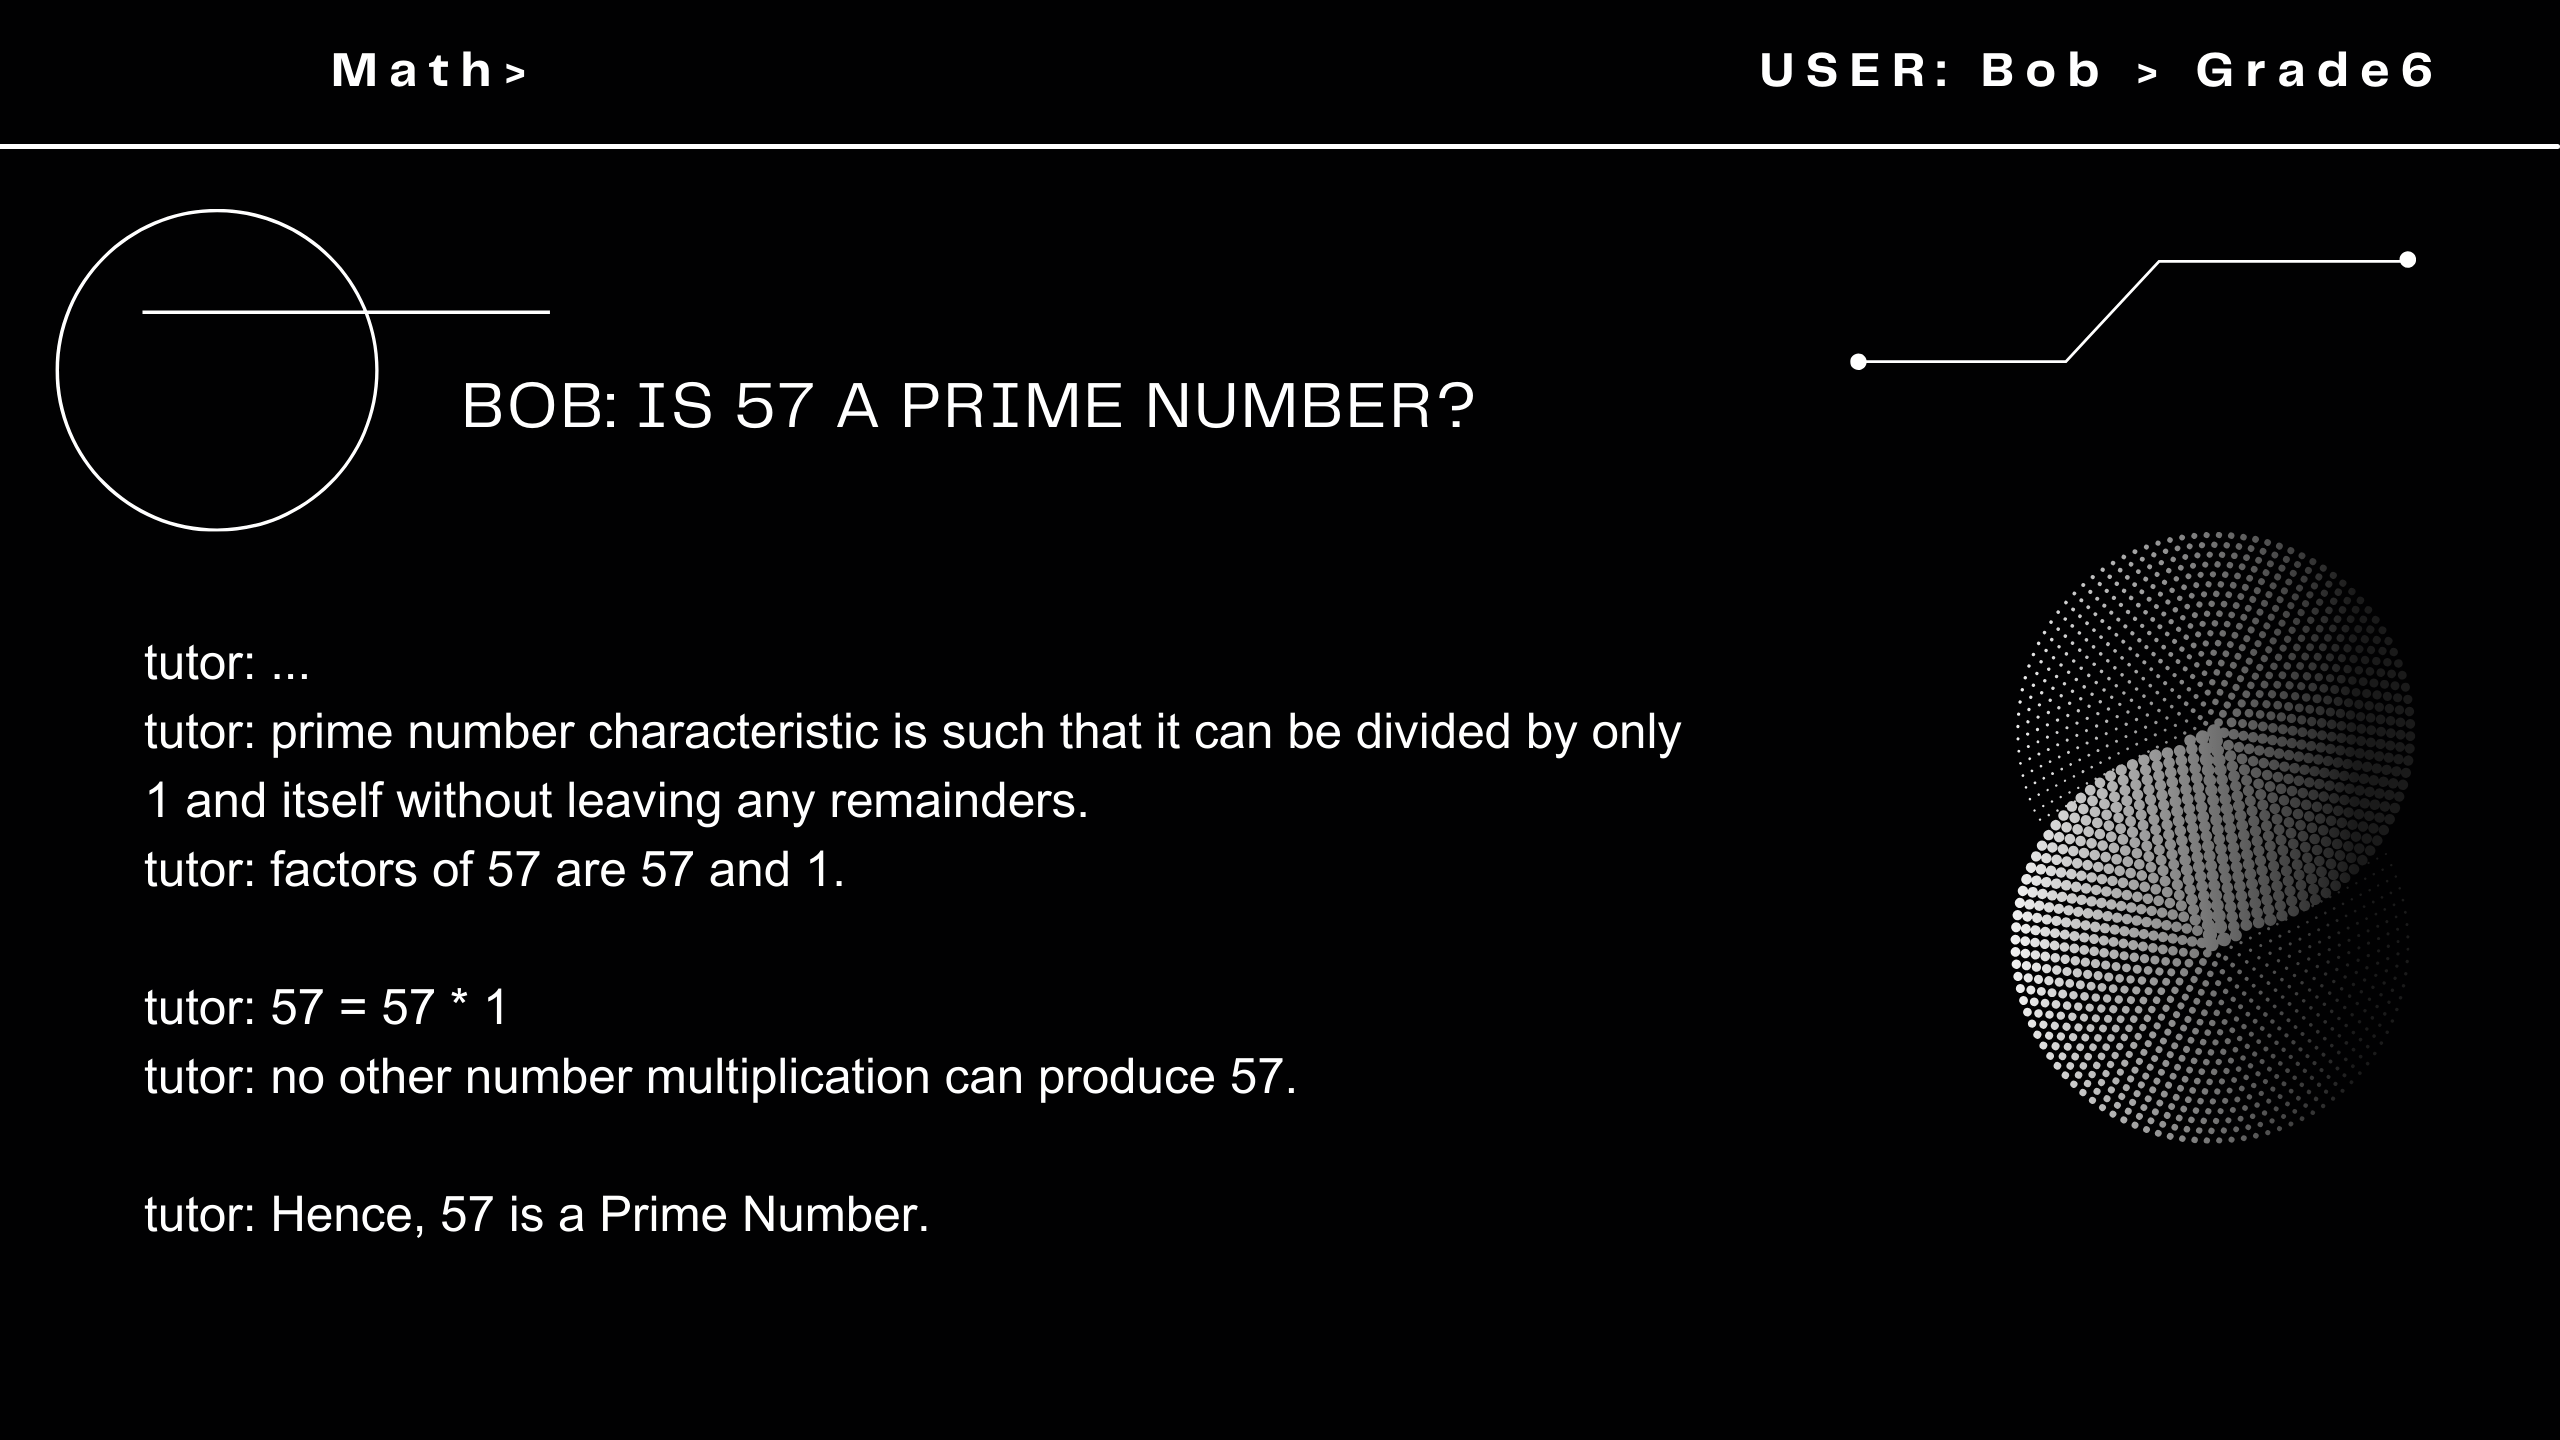 Math>
USER: Bob > Grade6
BOB: IS 57 A PRIME NUMBER?
tutor: ...
tutor: prime number characteristic is such that it can be divided by only
1 and itself without leaving any remainders.
tutor: factors of 57 are 57 and 1.
tutor: 57 = 57 * 1
tutor: no other number multiplication can produce 57.
tutor: Hence, 57 is a Prime Number.